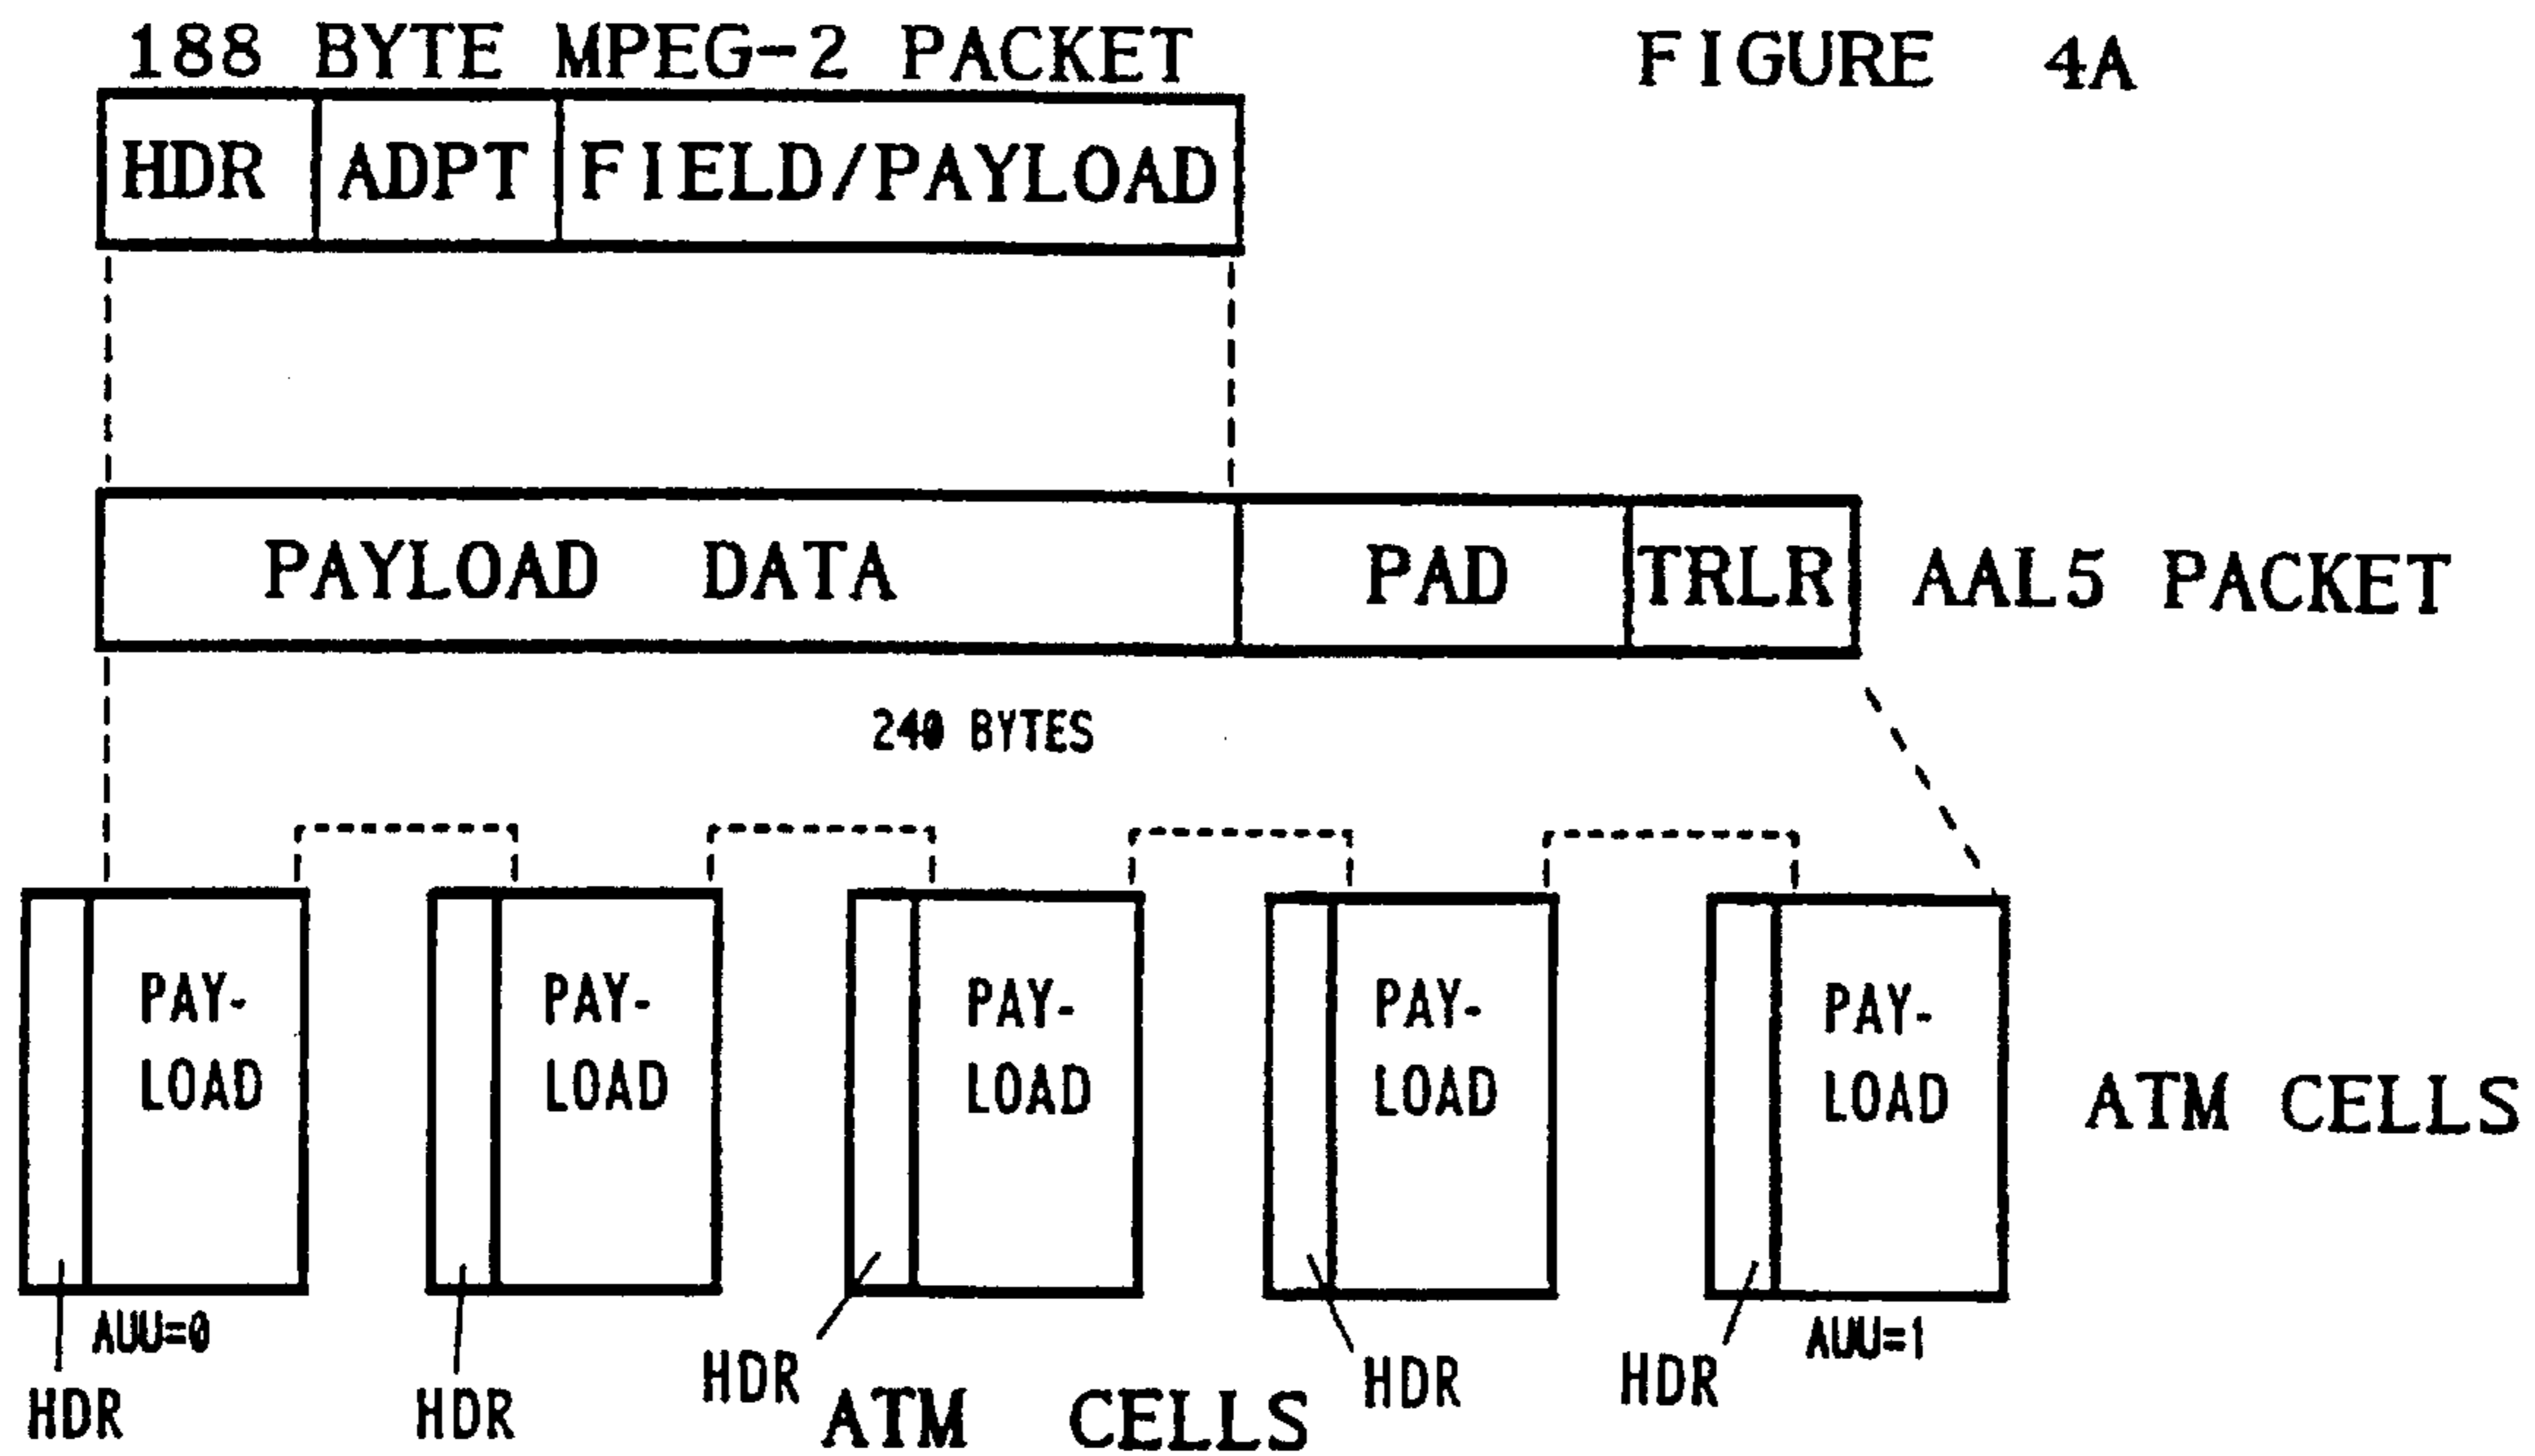 188 BYTE MPEG-2 PACKET
FIGURE 4A
HDR ADPT FIELD/PAYLOAD
PAYLOAD DATA PAD TRLR AAL5 PACKET
240 BYTES
PAY-
LOAD
PAY-
LOAD
PAY-
LOAD
PAY-
LOAD
PAY-
LOAD
ATM CELLS
AUU=0
AUU=1
HDR
HDR
HDR
HDR
HDR
ATM CELLS